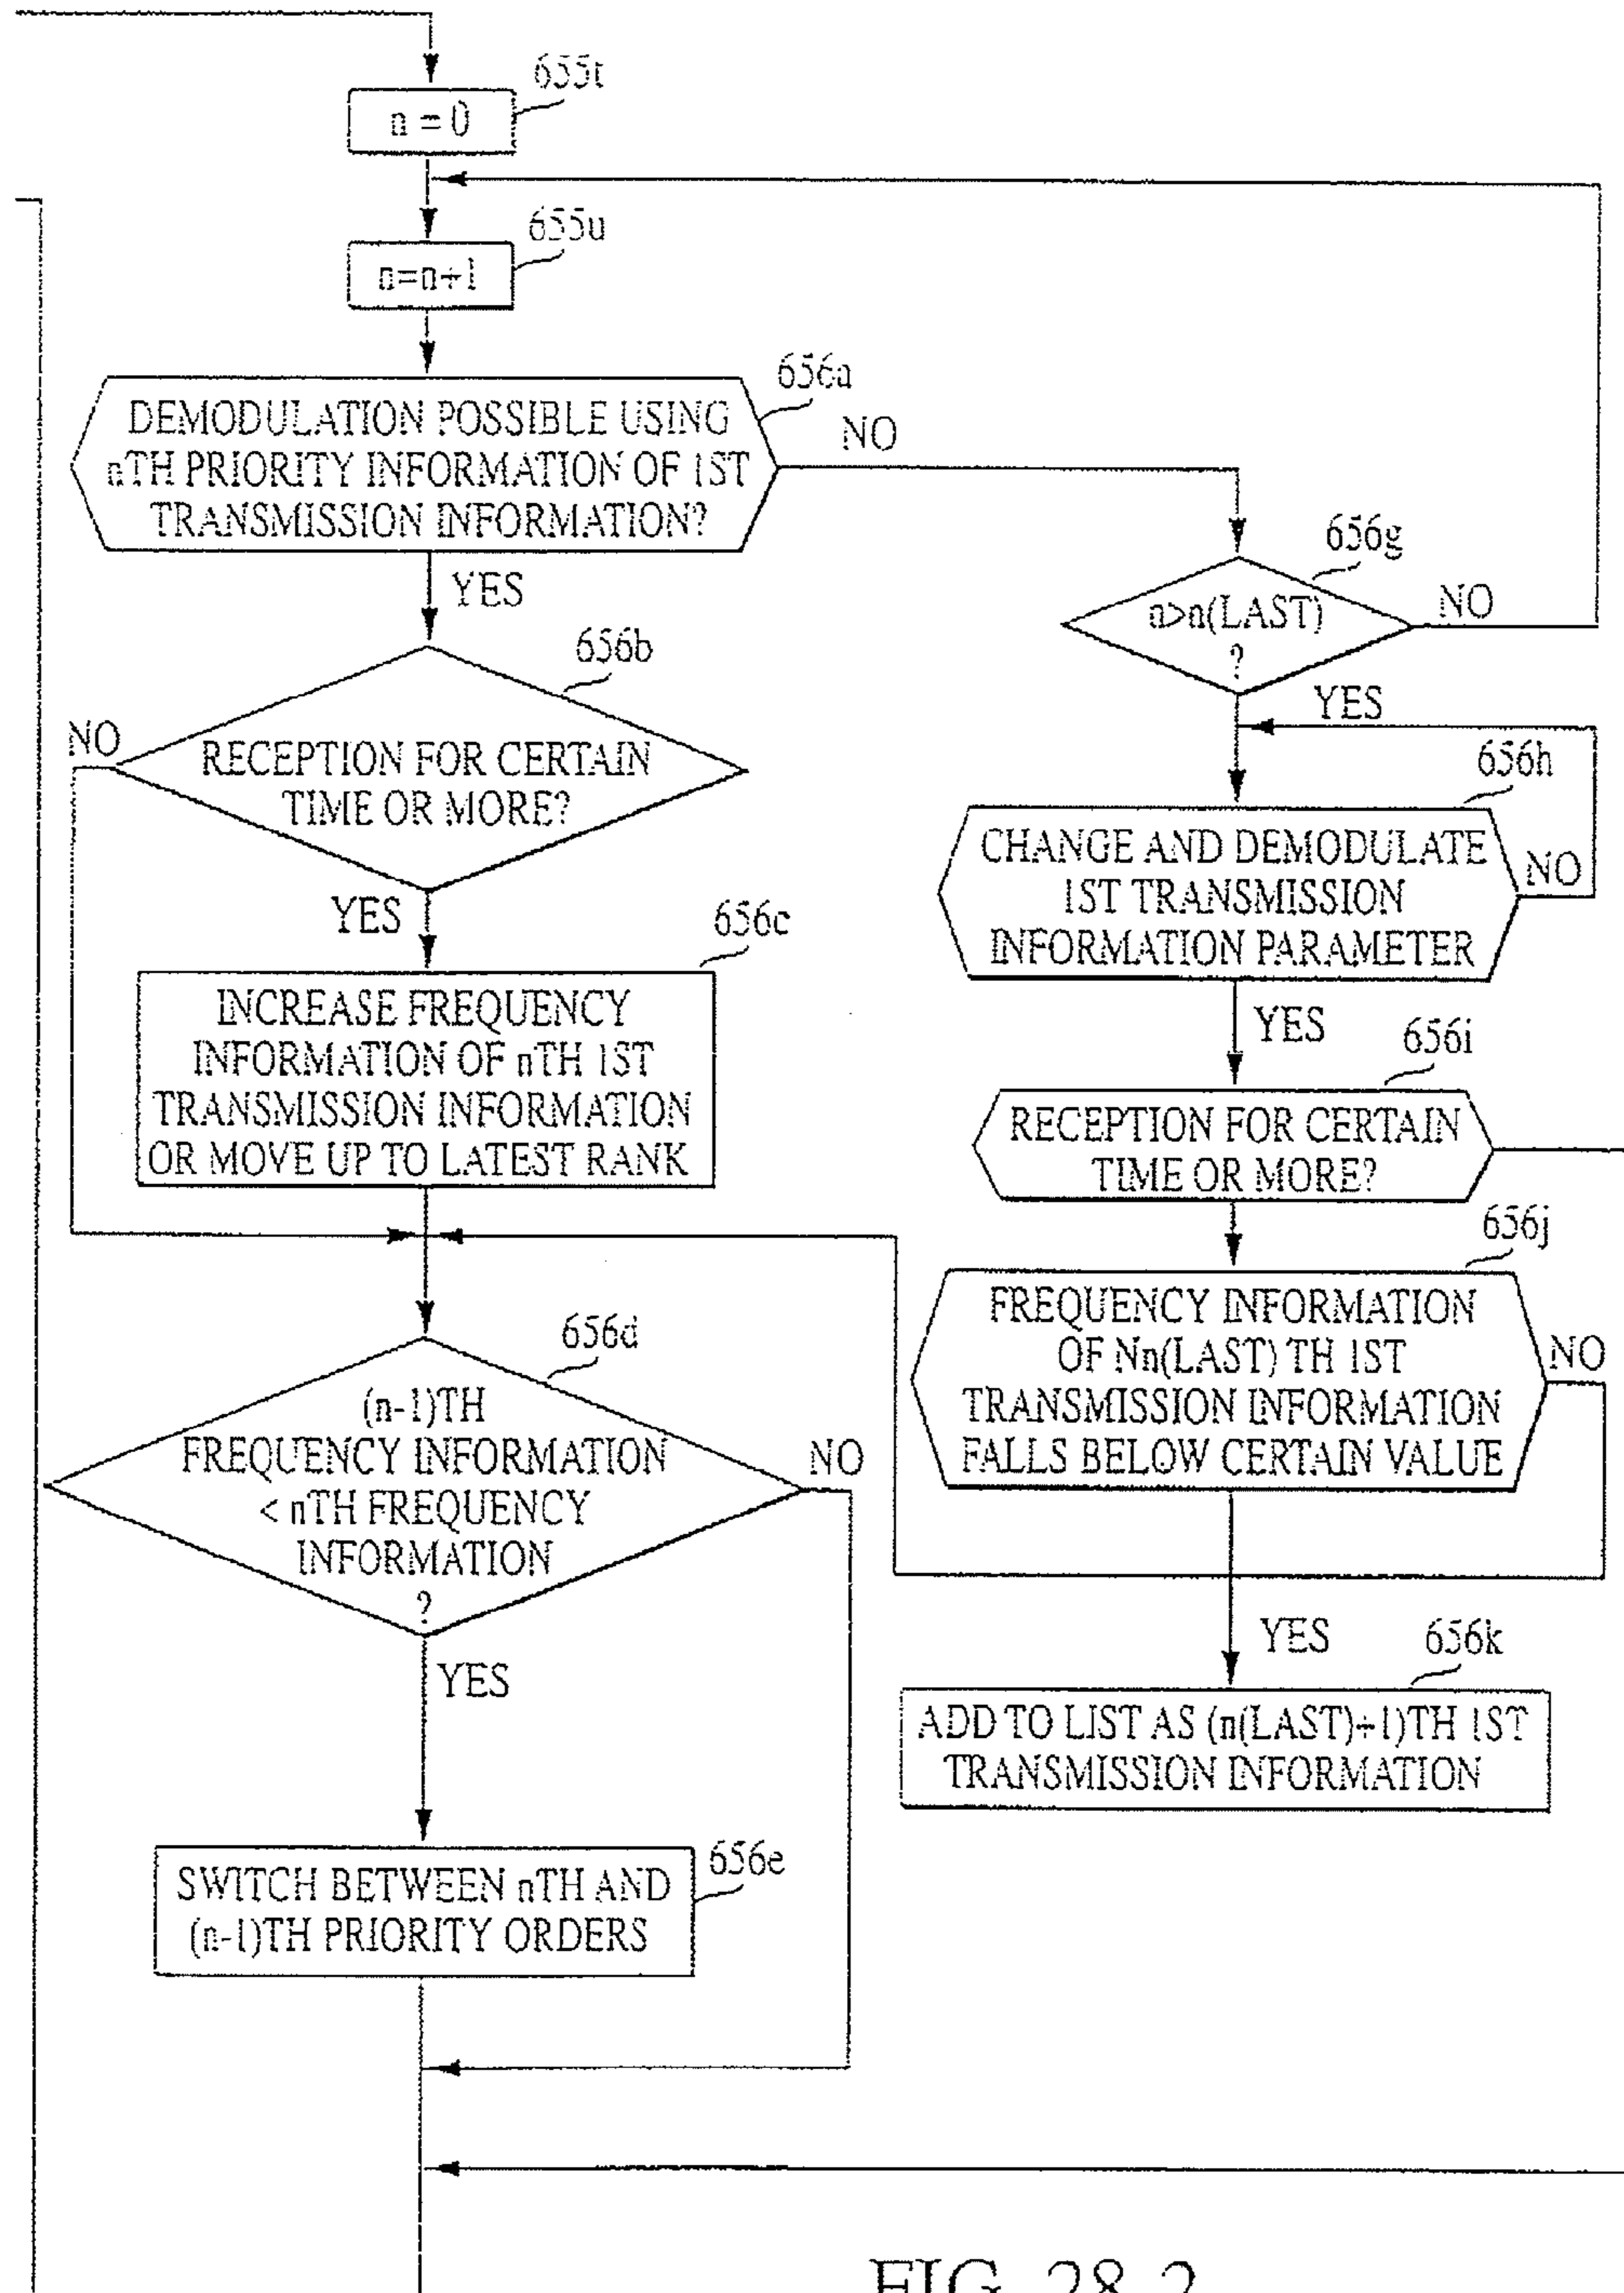 655t
n = 0
655u
n=n+1
656a
DEMODULATION POSSIBLE USING
nTH PRIORITY INFORMATION OF 1ST
TRANSMISSION INFORMATION?
NO
YES
656g
n>n(LAST)
?
NO
YES
656b
NO
RECEPTION FOR CERTAIN
TIME OR MORE?
YES
656h
CHANGE AND DEMODULATE
1ST TRANSMISSION
INFORMATION PARAMETER
NO
YES
656c
INCREASE FREQUENCY
INFORMATION OF nTH 1ST
TRANSMISSION INFORMATION
OR MOVE UP TO LATEST RANK
656i
RECEPTION FOR CERTAIN
TIME OR MORE?
656j
FREQUENCY INFORMATION
OF Nn(LAST) TH 1ST
TRANSMISSION INFORMATION
FALLS BELOW CERTAIN VALUE
NO
YES
656d
(n-1)TH
FREQUENCY INFORMATION
< nTH FREQUENCY
INFORMATION
?
NO
YES
656k
ADD TO LIST AS (n(LAST)+1)TH 1ST
TRANSMISSION INFORMATION
656e
SWITCH BETWEEN nTH AND
(n-1)TH PRIORITY ORDERS
FIG. 28-2